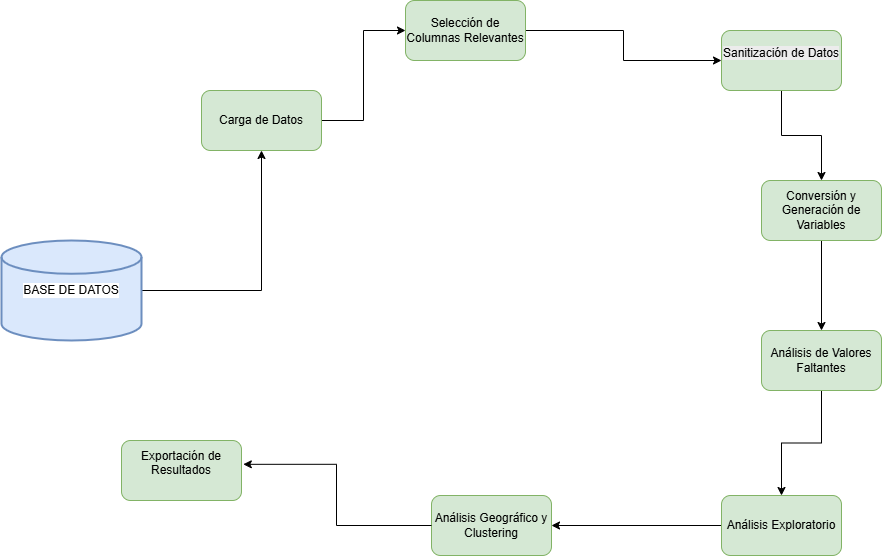 Selección de
Columnas Relevantes
Sanitización de Datos
Carga de Datos
Conversión y
Generación de
Variables
BASE DE DATOS
Análisis de Valores
Faltantes
Exportación de
Resultados
Análisis Geográfico y
Clustering
Análisis Exploratorio